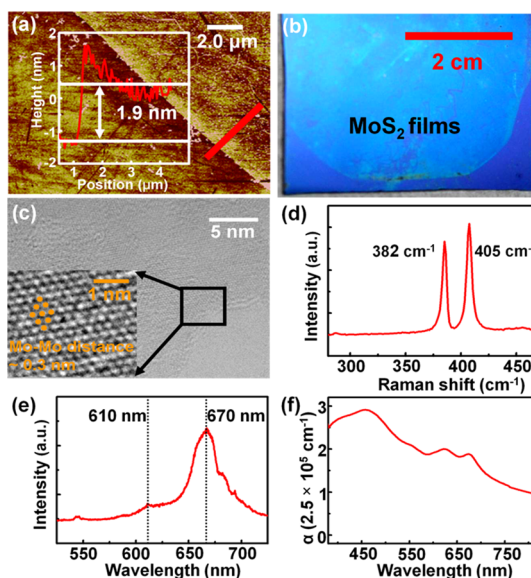 (a)
2.0 μm
Height (nm)
2
1
0
-1
-2
1.9 nm
1 2 3 4
Position (μm)
(b)
2 cm
MoS₂ films
(c)
5 nm
1 nm
Mo-Mo distance
~ 0.3 nm
(d)
Intensity (a.u.)
382 cm⁻¹
405 cm⁻¹
300 350 400 450
Raman shift (cm⁻¹)
(e)
610 nm
670 nm
Intensity (a.u.)
550 600 650 700
Wavelength (nm)
(f)
α (2.5 × 10⁵ cm⁻¹)
3
2
1
0
450 550 650 750
Wavelength (nm)